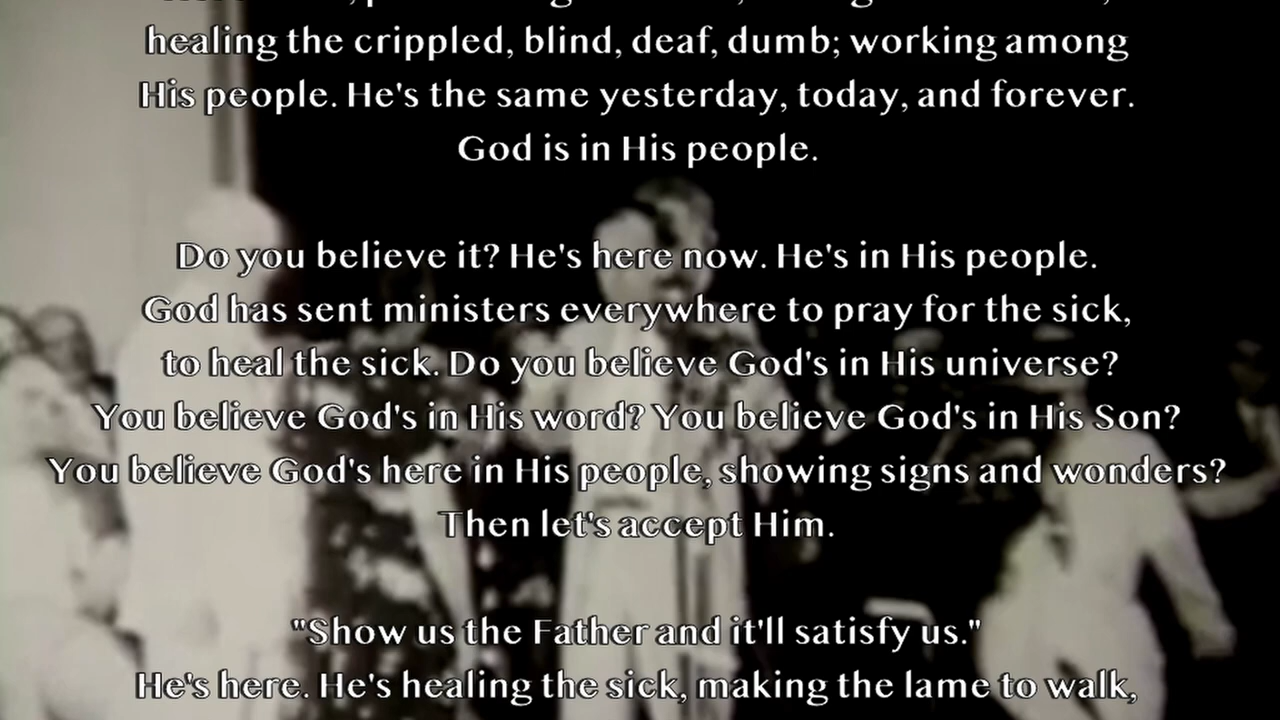 healing the crippled, blind, deaf, dumb; working among
His people. He's the same yesterday, today, and forever.
God is in His people.
Do you believe it? He's here now. He's in His people.
God has sent ministers everywhere to pray for the sick,
to heal the sick. Do you believe God's in His universe?
You believe God's in His word? You believe God's in His Son?
You believe God's here in His people, showing signs and wonders?
Then let's accept Him.
"Show us the Father and it'll satisfy us."
He's here. He's healing the sick, making the lame to walk,